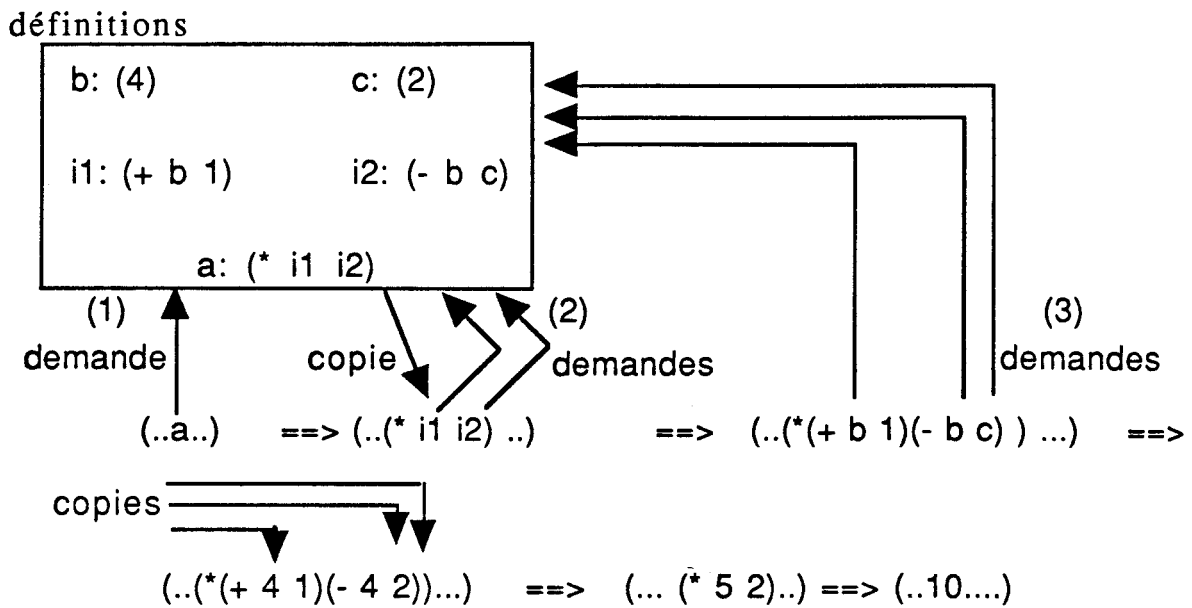 définitions
b: (4) c: (2)
i1: (+ b 1) i2: (- b c)
a: (* i1 i2)
(1) (2) (3)
demande copie demandes demandes
(..a..) ==> (..(* i1 i2) ..) ==> (..(*(+ b 1)(- b c) ) ...) ==>
copies
(..(*(+ 4 1)(- 4 2))...) ==> (... (* 5 2)..) ==> (..10....)